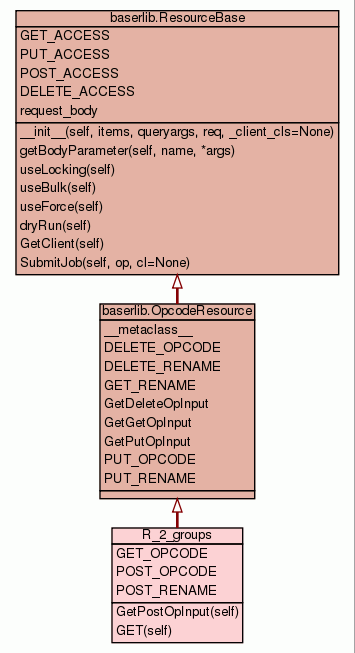 baserlib.ResourceBase
GET_ACCESS
PUT_ACCESS
POST_ACCESS
DELETE_ACCESS
request_body
__init__(self, items, queryargs, req, _client_cls=None)
getBodyParameter(self, name, *args)
useLocking(self)
useBulk(self)
useForce(self)
dryRun(self)
GetClient(self)
SubmitJob(self, op, cl=None)
baserlib.OpcodeResource
__metaclass__
DELETE_OPCODE
DELETE_RENAME
GET_RENAME
GetDeleteOpInput
GetGetOpInput
GetPutOpInput
PUT_OPCODE
PUT_RENAME
R_2_groups
GET_OPCODE
POST_OPCODE
POST_RENAME
GetPostOpInput(self)
GET(self)